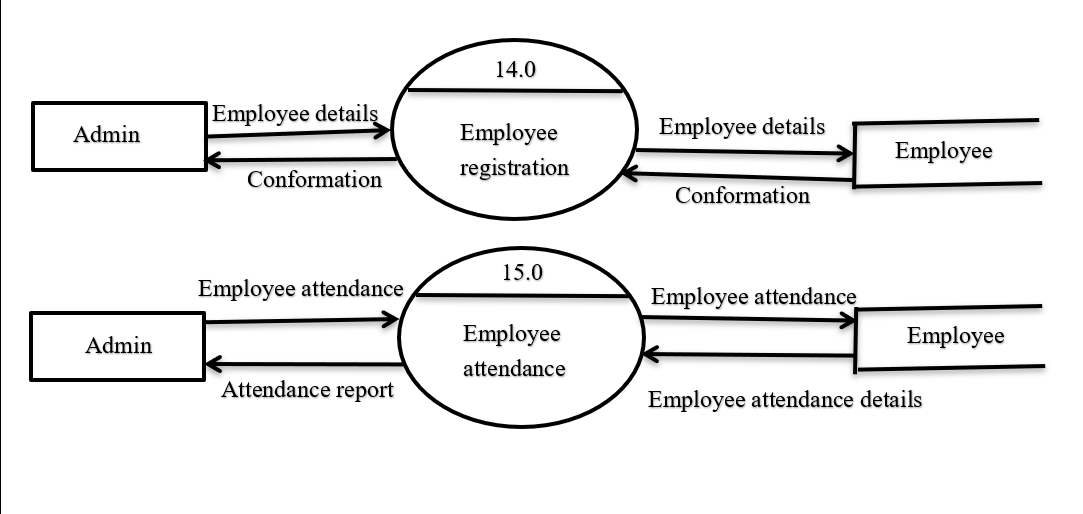 14.0
Admin
Employee details
Conformation
Employee
registration
Employee details
Conformation
Employee
15.0
Admin
Employee attendance
Attendance report
Employee
attendance
Employee attendance
Employee attendance details
Employee